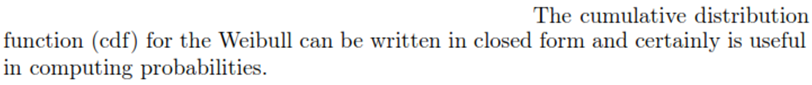 The cumulative distribution
function (cdf) for the Weibull can be written in closed form and certainly is useful
in computing probabilities.